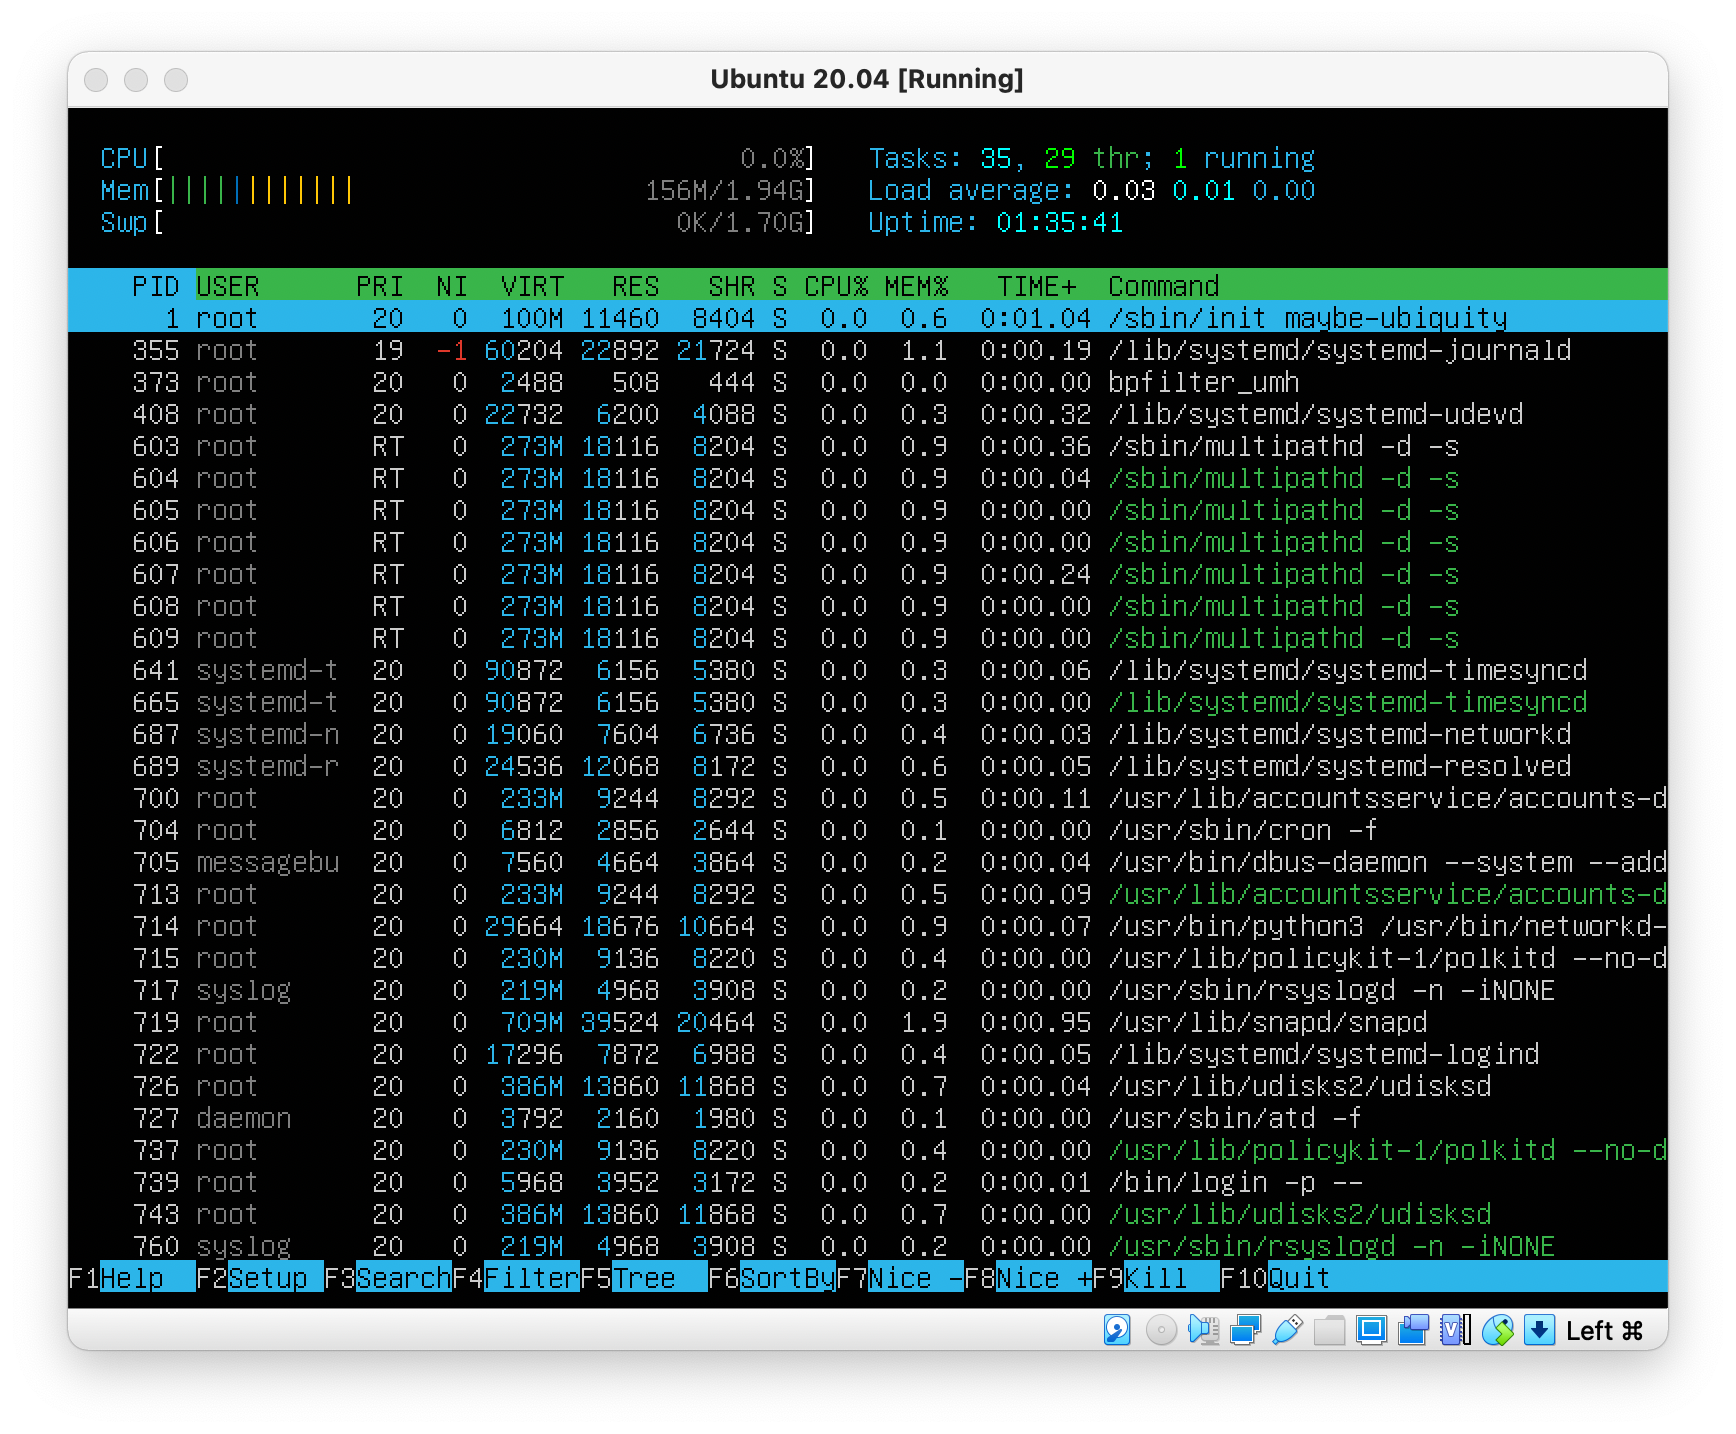 Ubuntu 20.04 [Running]
CPU[ 0.0%] Tasks: 35, 29 thr; 1 running
Mem[|||||||||||| 156M/1.94G] Load average: 0.03 0.01 0.00
Swp[ 0K/1.70G] Uptime: 01:35:41
PID USER PRI NI VIRT RES SHR S CPU% MEM% TIME+ Command
1 root 20 0 100M 11460 8404 S 0.0 0.6 0:01.04 /sbin/init maybe-ubiquity
355 root 19 -1 60204 22892 21724 S 0.0 1.1 0:00.19 /lib/systemd/systemd-journald
373 root 20 0 2488 508 444 S 0.0 0.0 0:00.00 bpfilter_umh
408 root 20 0 22732 6200 4088 S 0.0 0.3 0:00.32 /lib/systemd/systemd-udevd
603 root RT 0 273M 18116 8204 S 0.0 0.9 0:00.36 /sbin/multipathd -d -s
604 root RT 0 273M 18116 8204 S 0.0 0.9 0:00.04 /sbin/multipathd -d -s
605 root RT 0 273M 18116 8204 S 0.0 0.9 0:00.00 /sbin/multipathd -d -s
606 root RT 0 273M 18116 8204 S 0.0 0.9 0:00.00 /sbin/multipathd -d -s
607 root RT 0 273M 18116 8204 S 0.0 0.9 0:00.24 /sbin/multipathd -d -s
608 root RT 0 273M 18116 8204 S 0.0 0.9 0:00.00 /sbin/multipathd -d -s
609 root RT 0 273M 18116 8204 S 0.0 0.9 0:00.00 /sbin/multipathd -d -s
641 systemd-t 20 0 90872 6156 5380 S 0.0 0.3 0:00.06 /lib/systemd/systemd-timesyncd
665 systemd-t 20 0 90872 6156 5380 S 0.0 0.3 0:00.00 /lib/systemd/systemd-timesyncd
687 systemd-n 20 0 19060 7604 6736 S 0.0 0.4 0:00.03 /lib/systemd/systemd-networkd
689 systemd-r 20 0 24536 12068 8172 S 0.0 0.6 0:00.05 /lib/systemd/systemd-resolved
700 root 20 0 233M 9244 8292 S 0.0 0.5 0:00.11 /usr/lib/accountsservice/accounts-d
704 root 20 0 6812 2856 2644 S 0.0 0.1 0:00.00 /usr/sbin/cron -f
705 messagebu 20 0 7560 4664 3864 S 0.0 0.2 0:00.04 /usr/bin/dbus-daemon --system --add
713 root 20 0 233M 9244 8292 S 0.0 0.5 0:00.09 /usr/lib/accountsservice/accounts-d
714 root 20 0 29664 18676 10664 S 0.0 0.9 0:00.07 /usr/bin/python3 /usr/bin/networkd-
715 root 20 0 230M 9136 8220 S 0.0 0.4 0:00.00 /usr/lib/policykit-1/polkitd --no-d
717 syslog 20 0 219M 4968 3908 S 0.0 0.2 0:00.00 /usr/sbin/rsyslogd -n -iNONE
719 root 20 0 709M 39524 20464 S 0.0 1.9 0:00.95 /usr/lib/snapd/snapd
722 root 20 0 17296 7872 6988 S 0.0 0.4 0:00.05 /lib/systemd/systemd-logind
726 root 20 0 386M 13860 11868 S 0.0 0.7 0:00.04 /usr/lib/udisks2/udisksd
727 daemon 20 0 3792 2160 1980 S 0.0 0.1 0:00.00 /usr/sbin/atd -f
737 root 20 0 230M 9136 8220 S 0.0 0.4 0:00.00 /usr/lib/policykit-1/polkitd --no-d
739 root 20 0 5968 3952 3172 S 0.0 0.2 0:00.01 /bin/login -p --
743 root 20 0 386M 13860 11868 S 0.0 0.7 0:00.00 /usr/lib/udisks2/udisksd
760 syslog 20 0 219M 4968 3908 S 0.0 0.2 0:00.00 /usr/sbin/rsyslogd -n -iNONE
F1Help F2Setup F3SearchF4FilterF5Tree F6SortByF7Nice -F8Nice +F9Kill F10Quit
Left ⌘